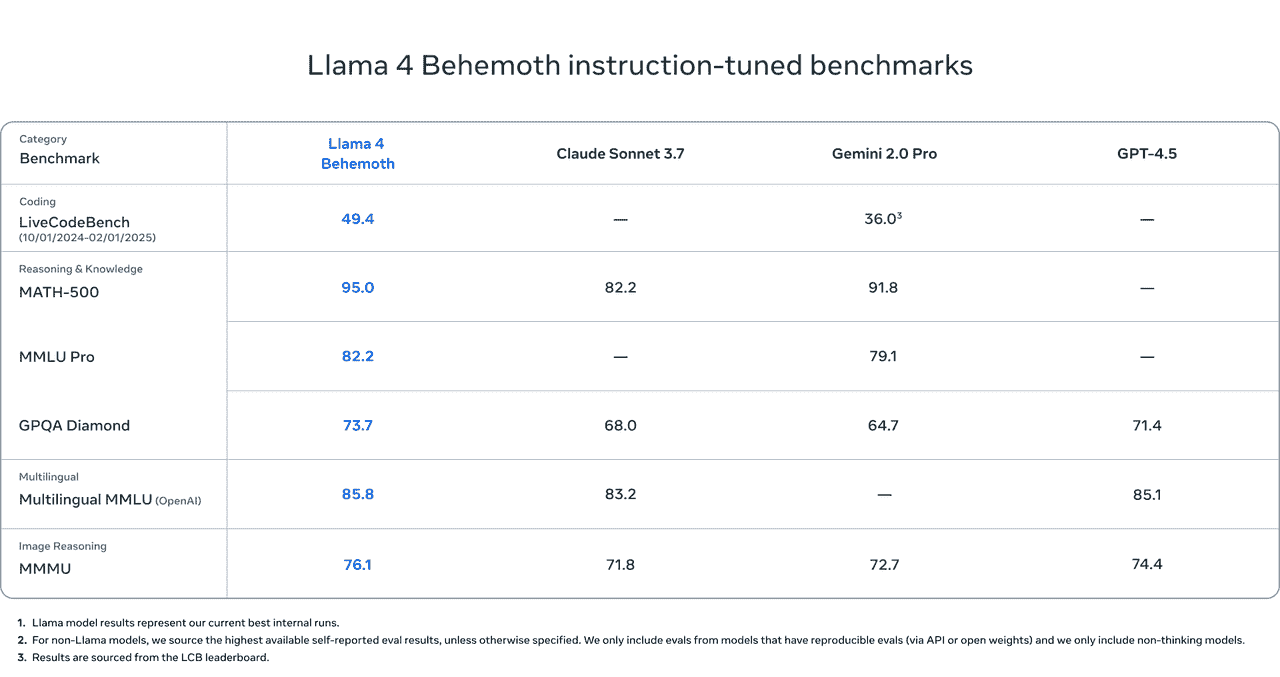 Llama 4 Behemoth instruction-tuned benchmarks
Category
Benchmark
Llama 4
Behemoth
Claude Sonnet 3.7
Gemini 2.0 Pro
GPT-4.5
Coding
LiveCodeBench
(10/01/2024-02/01/2025)
49.4
—
36.0³
—
Reasoning & Knowledge
MATH-500
95.0
82.2
91.8
—
MMLU Pro
82.2
—
79.1
—
GPQA Diamond
73.7
68.0
64.7
71.4
Multilingual
Multilingual MMLU (OpenAI)
85.8
83.2
—
85.1
Image Reasoning
MMMU
76.1
71.8
72.7
74.4
1. Llama model results represent our current best internal runs.
2. For non-Llama models, we source the highest available self-reported eval results, unless otherwise specified. We only include evals from models that have reproducible evals (via API or open weights) and we only include non-thinking models.
3. Results are sourced from the LCB leaderboard.